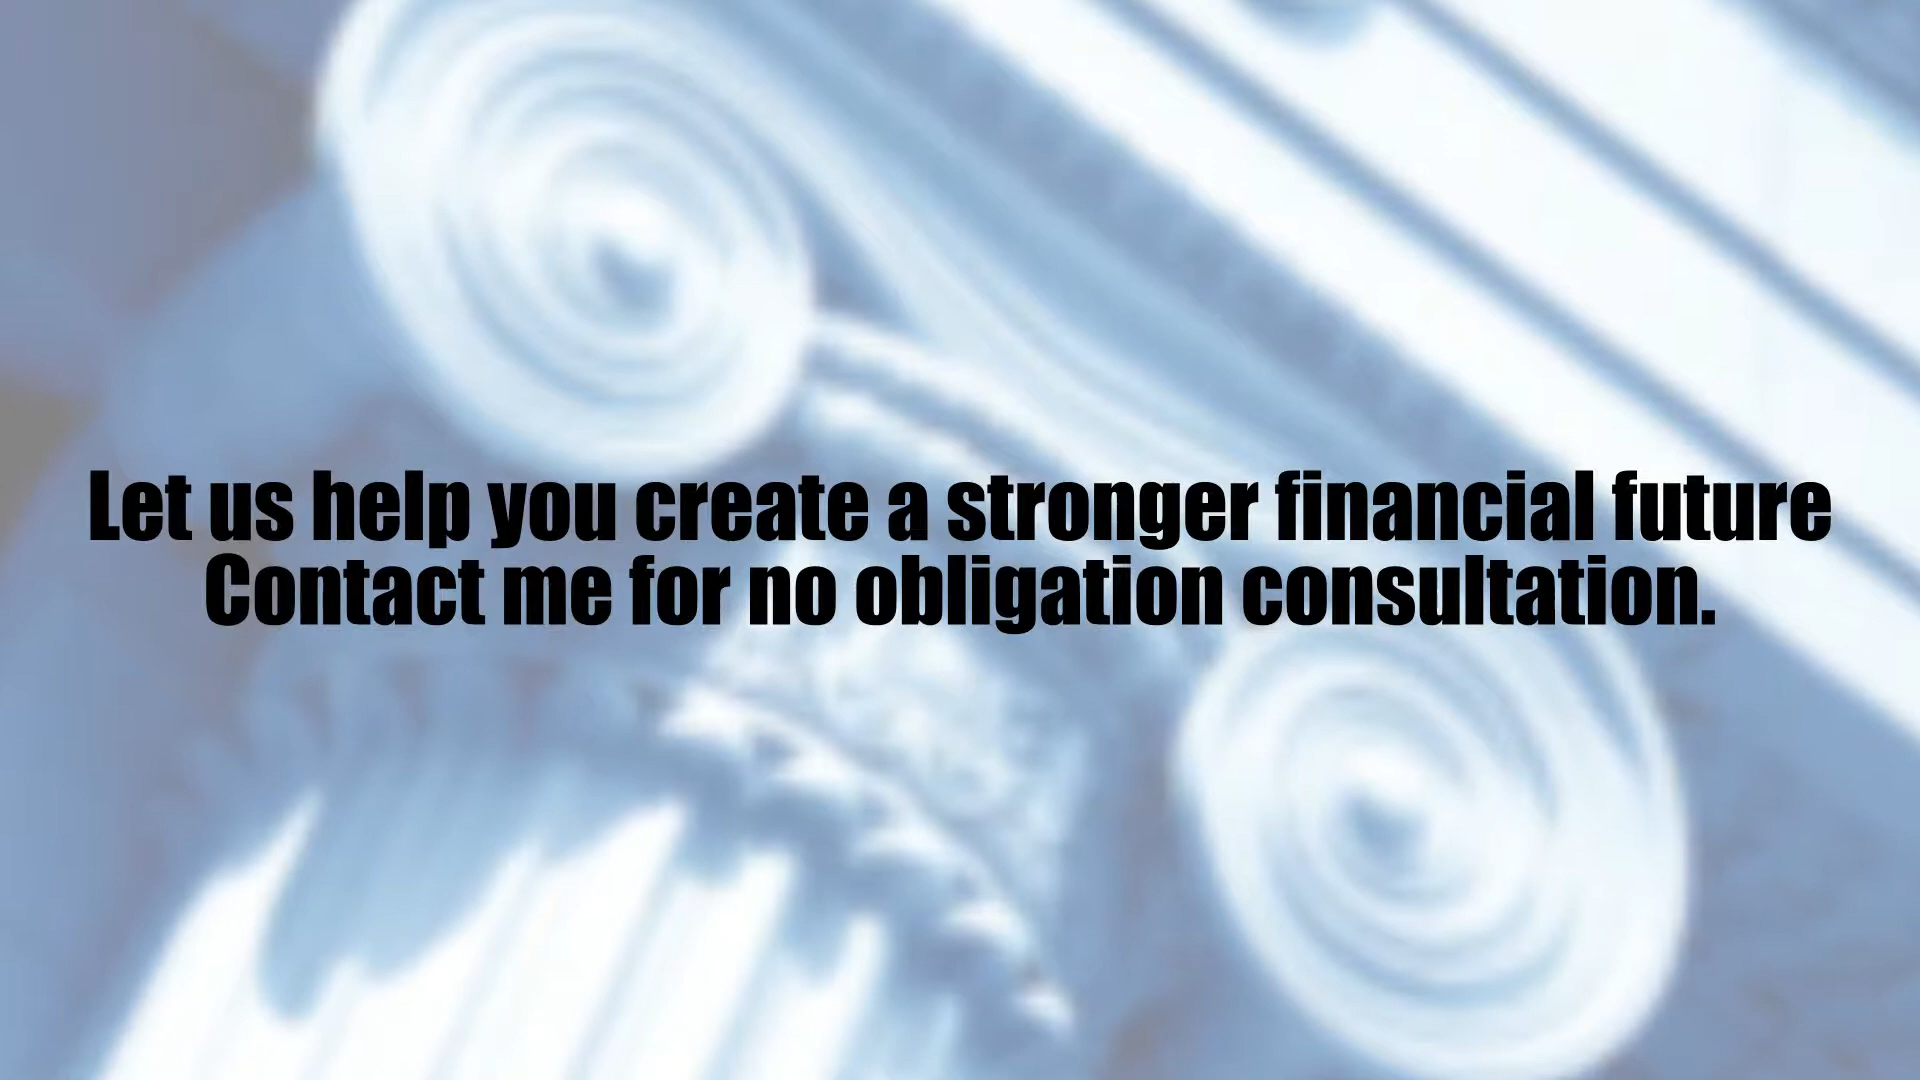 Let us help you create a stronger financial future
Contact me for no obligation consultation.